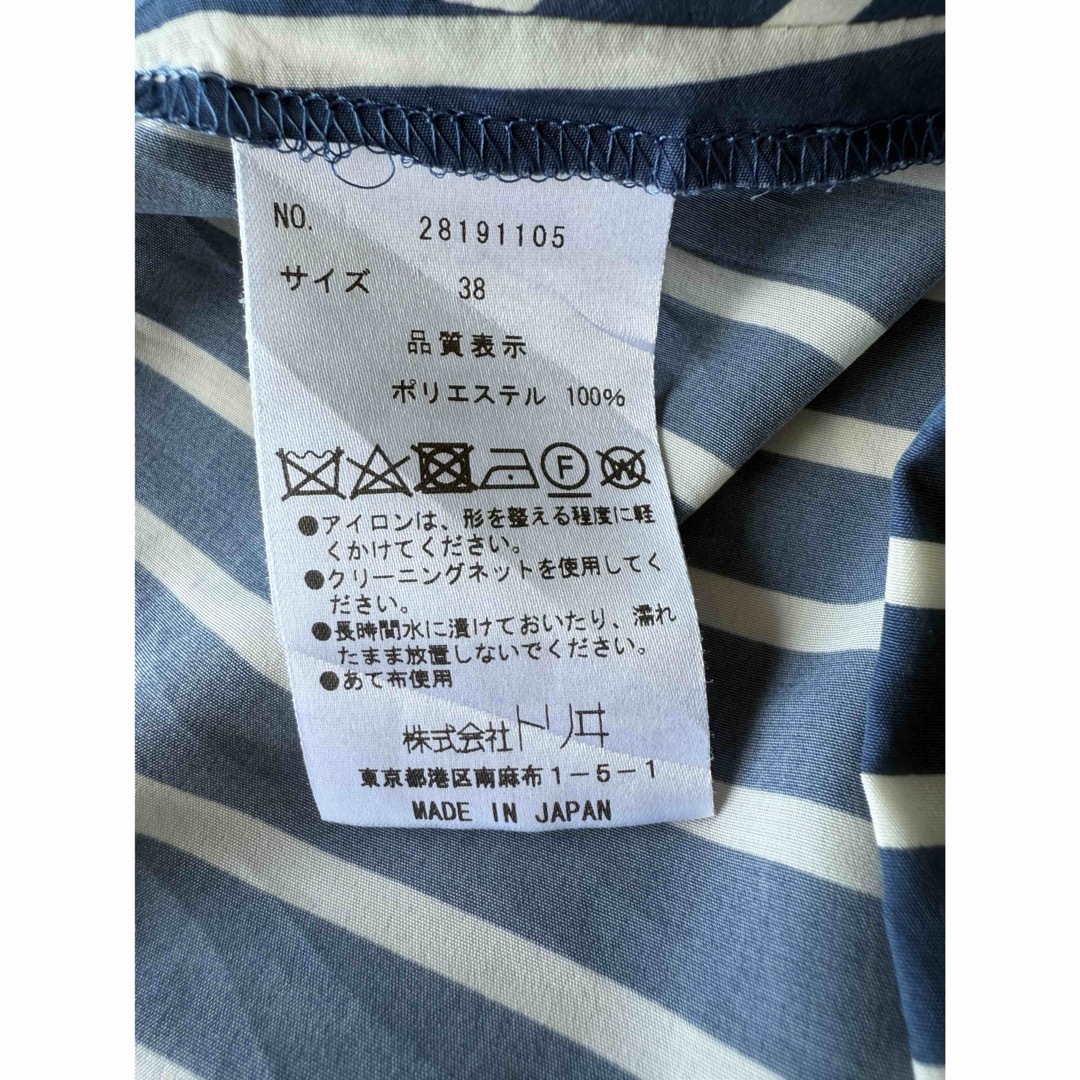 NO. 28191105
サイズ 38
品質表示
ポリエステル 100%
F W
●アイロンは、形を整える程度に軽
くかけてください。
●クリーニングネットを使用してく
ださい。
●長時間水に漬けておいたり、濡れ
たまま放置しないでください。
●あて布使用
株式会社トリヰ
東京都港区南麻布1-5-1
MADE IN JAPAN